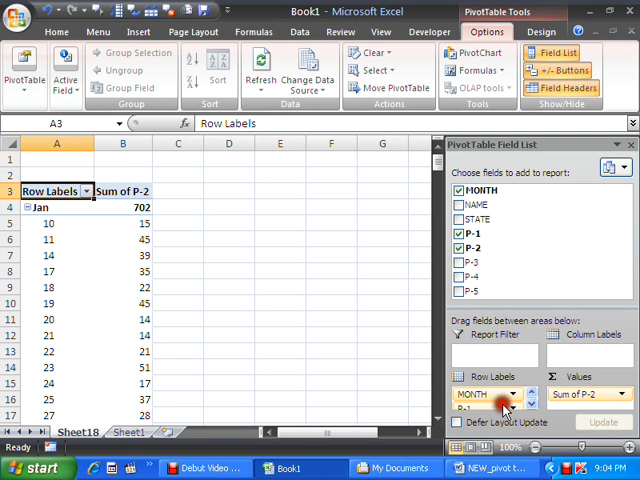 Book1 - Microsoft Excel
PivotTable Tools
Home
Menu
Insert
Page Layout
Formulas
Data
Review
View
Developer
Options
Design
PivotTable
Active Field
Group Selection
Ungroup
Group Field
Group
Sort
Sort
Refresh
Change Data Source
Data
Clear
Select
Move PivotTable
Actions
PivotChart
Formulas
OLAP tools
Tools
Field List
+/- Buttons
Field Headers
Show/Hide
A3
fx
Row Labels
A B C D E F G
1
2
3 Row Labels Sum of P-2
4 Jan 702
5 10 15
6 11 45
7 14 39
8 17 35
9 18 22
10 19 45
11 20 14
12 21 14
13 22 21
14 23 51
15 24 17
16 25 37
17 27 28
PivotTable Field List
Choose fields to add to report:
MONTH
NAME
STATE
P-1
P-2
P-3
P-4
P-5
Drag fields between areas below:
Report Filter
Column Labels
Row Labels
Σ Values
MONTH
Sum of P-2
P-1
Defer Layout Update
Update
Sheet18
Sheet1
Ready
100%
start
Debut Video ...
Book1
My Documents
NEW_pivot t...
9:04 PM